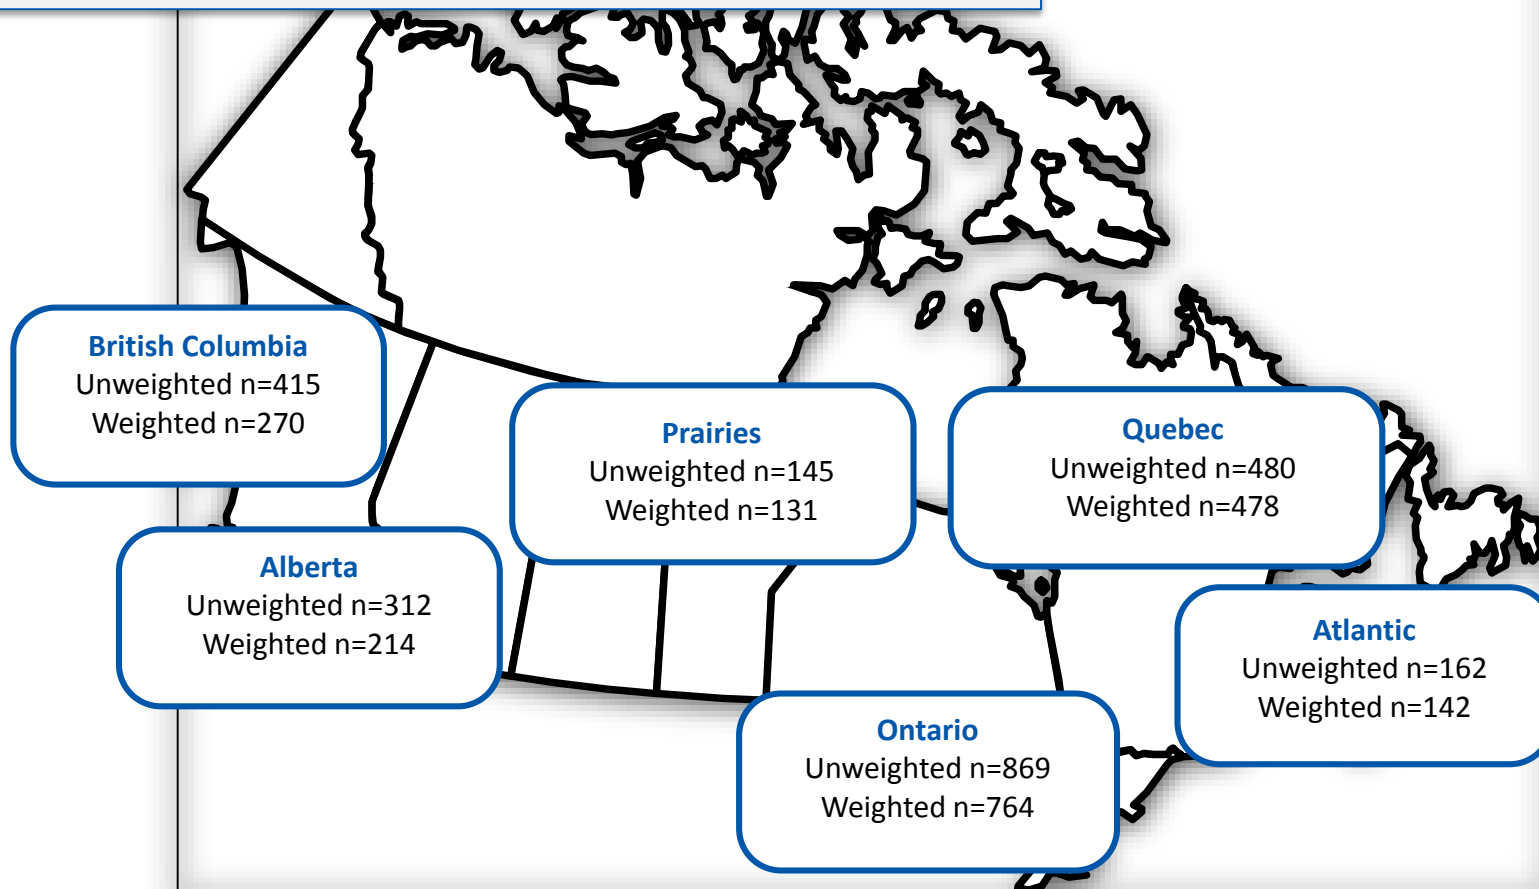 British Columbia
Unweighted n=415
Weighted n=270
Prairies
Unweighted n=145
Weighted n=131
Quebec
Unweighted n=480
Weighted n=478
Alberta
Unweighted n=312
Weighted n=214
Atlantic
Unweighted n=162
Weighted n=142
Ontario
Unweighted n=869
Weighted n=764